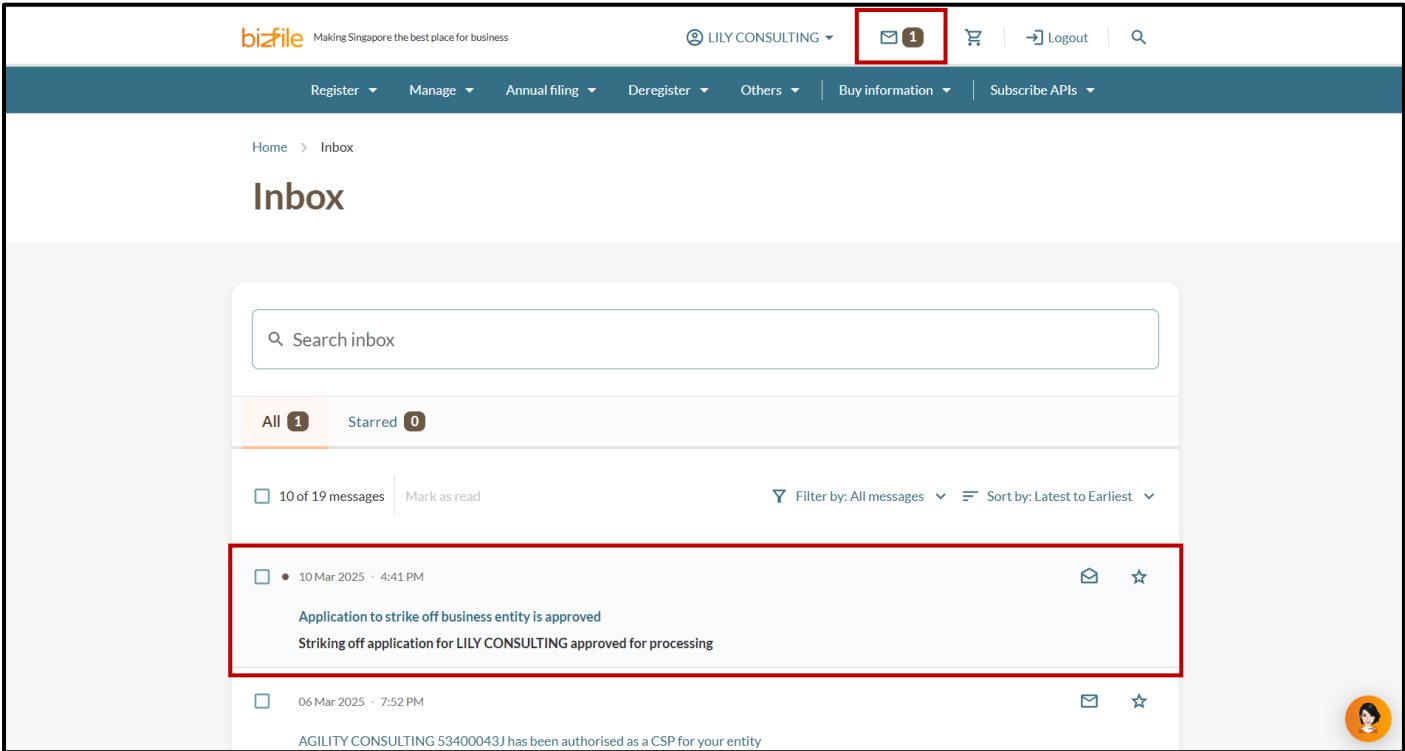 bizfile Making Singapore the best place for business LILY CONSULTING 1 Logout
Register Manage Annual filing Deregister Others Buy information Subscribe APIs
Home > Inbox
Inbox
Search inbox
All 1 Starred 0
10 of 19 messages Mark as read Filter by: All messages Sort by: Latest to Earliest
10 Mar 2025 · 4:41 PM
Application to strike off business entity is approved
Striking off application for LILY CONSULTING approved for processing
06 Mar 2025 · 7:52 PM
AGILITY CONSULTING 53400043J has been authorised as a CSP for your entity